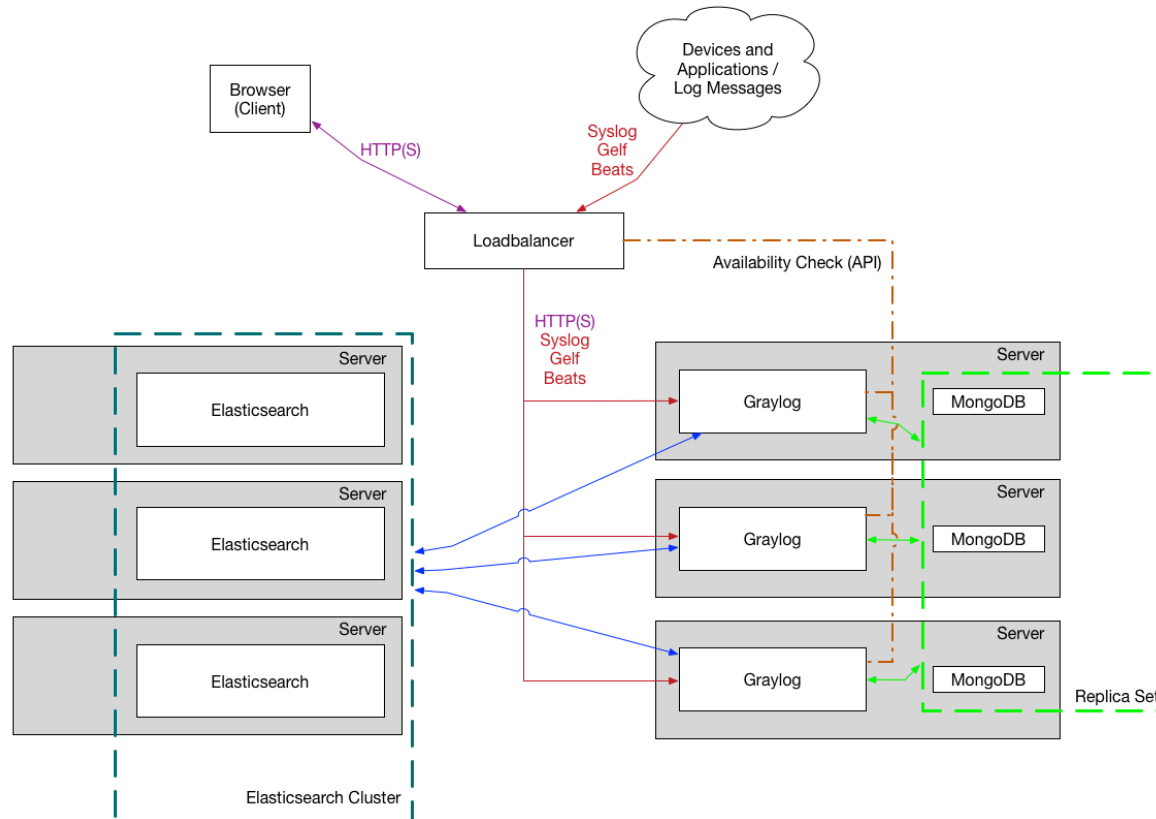 Devices and
Applications /
Log Messages
Browser
(Client)
HTTP(S)
Syslog
Gelf
Beats
Loadbalancer
Availability Check (API)
HTTP(S)
Syslog
Gelf
Beats
Server
Elasticsearch
Server
Elasticsearch
Server
Elasticsearch
Elasticsearch Cluster
Server
Graylog
MongoDB
Server
Graylog
MongoDB
Server
Graylog
MongoDB
Replica Set